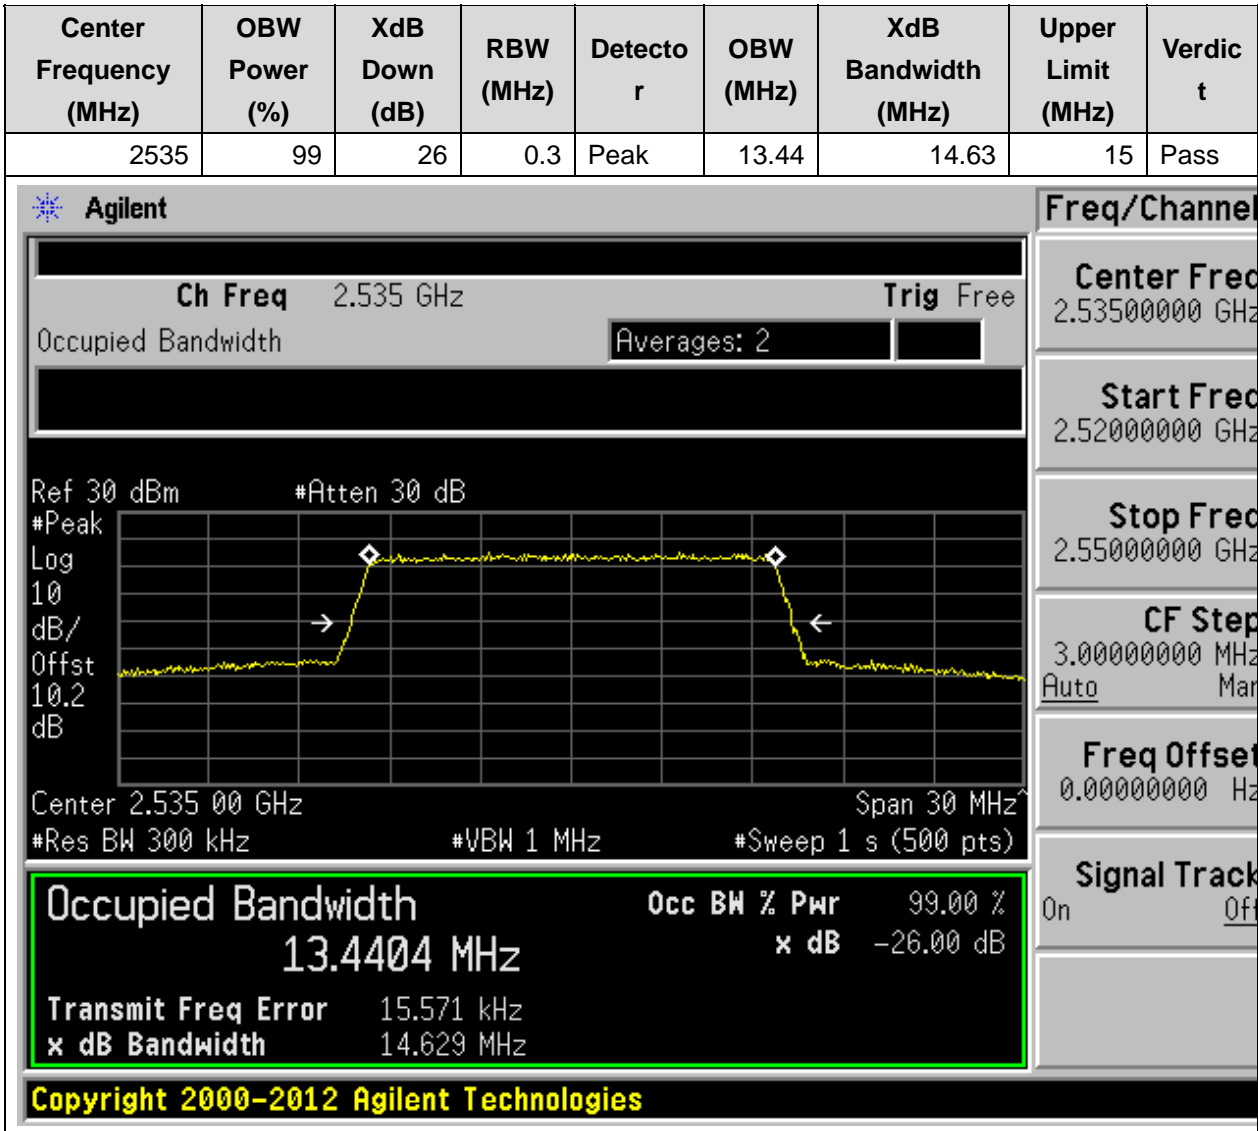 Center Frequency (MHz) OBW Power (%) XdB Down (dB) RBW (MHz) Detector OBW (MHz) XdB Bandwidth (MHz) Upper Limit (MHz) Verdict
2535 99 26 0.3 Peak 13.44 14.63 15 Pass
Agilent
Freq/Channel
Ch Freq 2.535 GHz Trig Free
Occupied Bandwidth Averages: 2
Center Freq
2.53500000 GHz
Start Freq
2.52000000 GHz
Stop Freq
2.55000000 GHz
CF Step
3.00000000 MHz
Auto Man
Freq Offset
0.00000000 Hz
Signal Track
On Off
Ref 30 dBm #Atten 30 dB
#Peak
Log
10
dB/
Offst
10.2
dB
Center 2.535 00 GHz Span 30 MHz^
#Res BW 300 kHz #VBW 1 MHz #Sweep 1 s (500 pts)
Occupied Bandwidth Occ BW % Pwr 99.00 %
13.4404 MHz x dB -26.00 dB
Transmit Freq Error 15.571 kHz
x dB Bandwidth 14.629 MHz
Copyright 2000-2012 Agilent Technologies